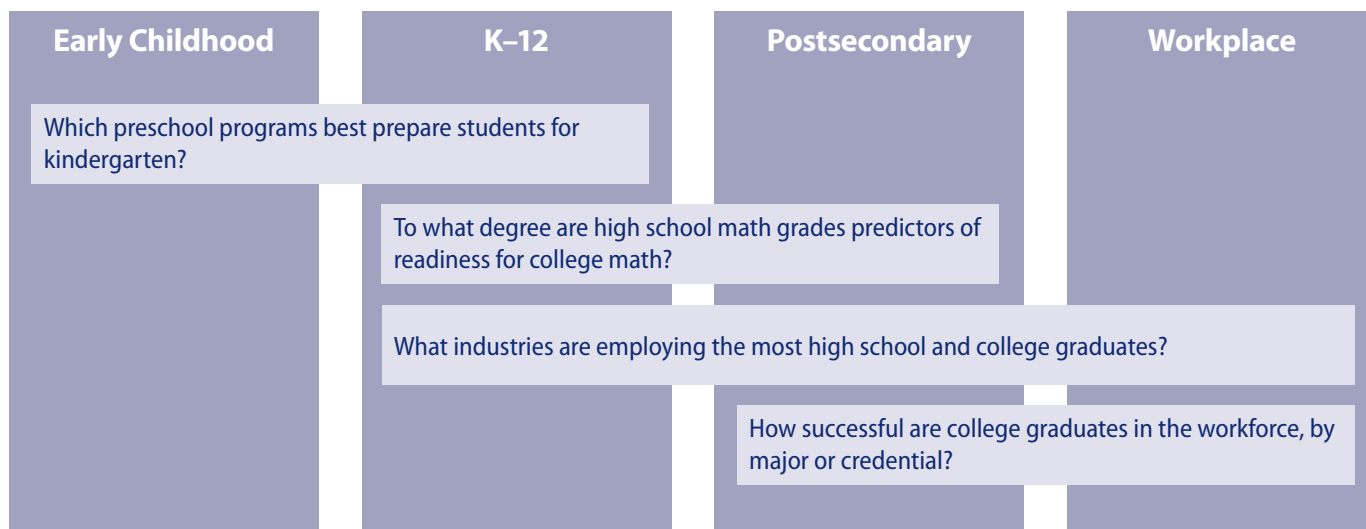 Early Childhood
K–12
Postsecondary
Workplace
Which preschool programs best prepare students for
kindergarten?
To what degree are high school math grades predictors of
readiness for college math?
What industries are employing the most high school and college graduates?
How successful are college graduates in the workforce, by
major or credential?